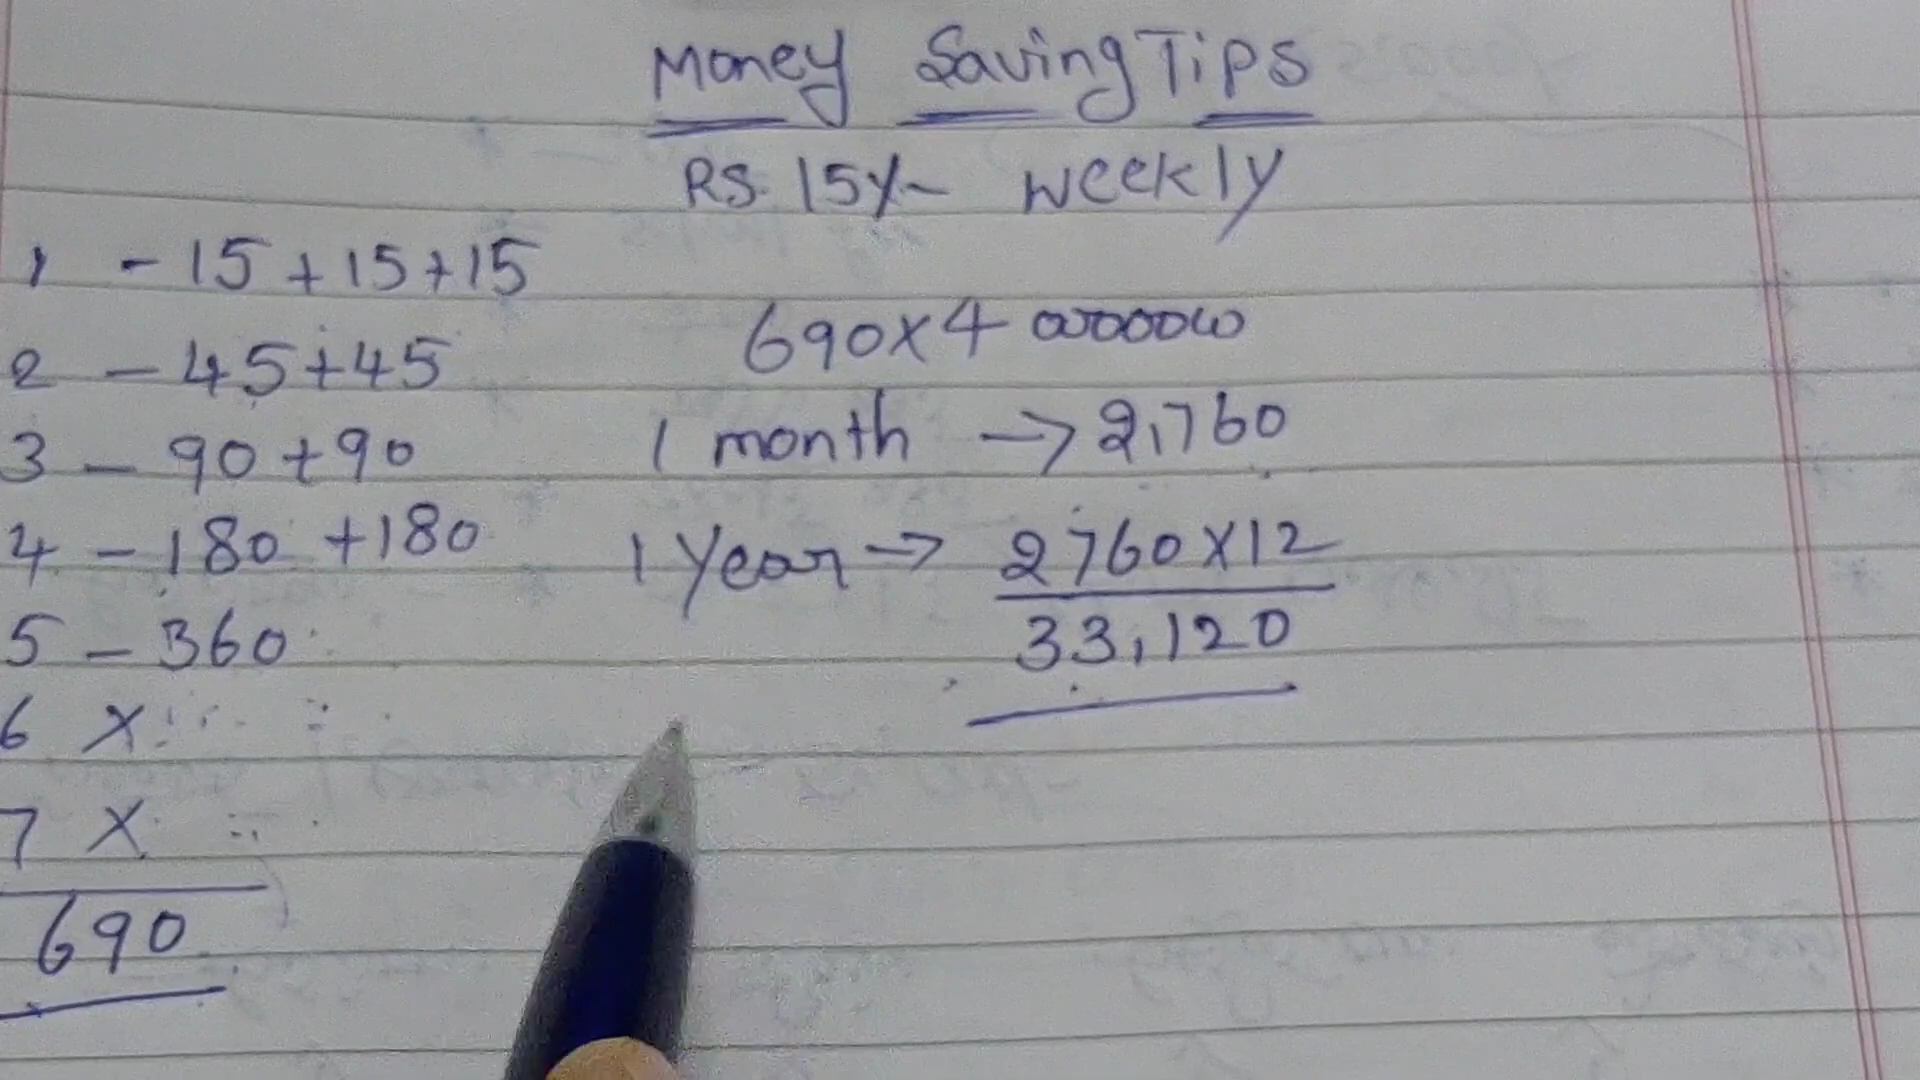 Money Saving Tips
RS. 15/- Weekly
1 - 15+15+15
2 - 45+45
3 - 90+90
4 - 180+180
5 - 360
6 X
7 X
690
690x4
1 month → 2,760
1 Year → 2760X12
33,120